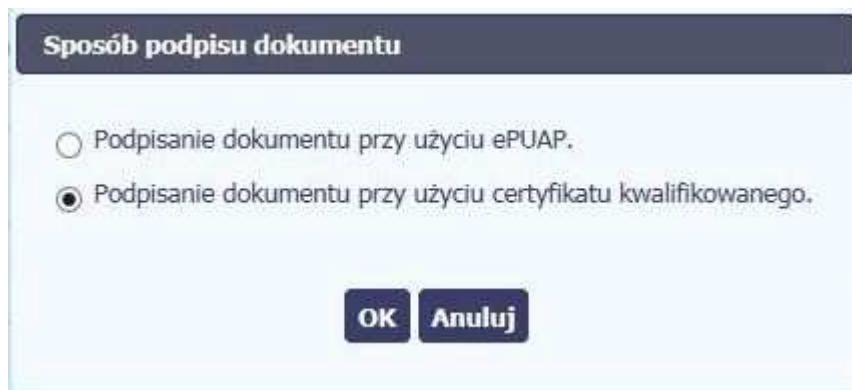 Sposób podpisu dokumentu
Podpisanie dokumentu przy użyciu ePUAP.
Podpisanie dokumentu przy użyciu certyfikatu kwalifikowanego.
OK Anuluj